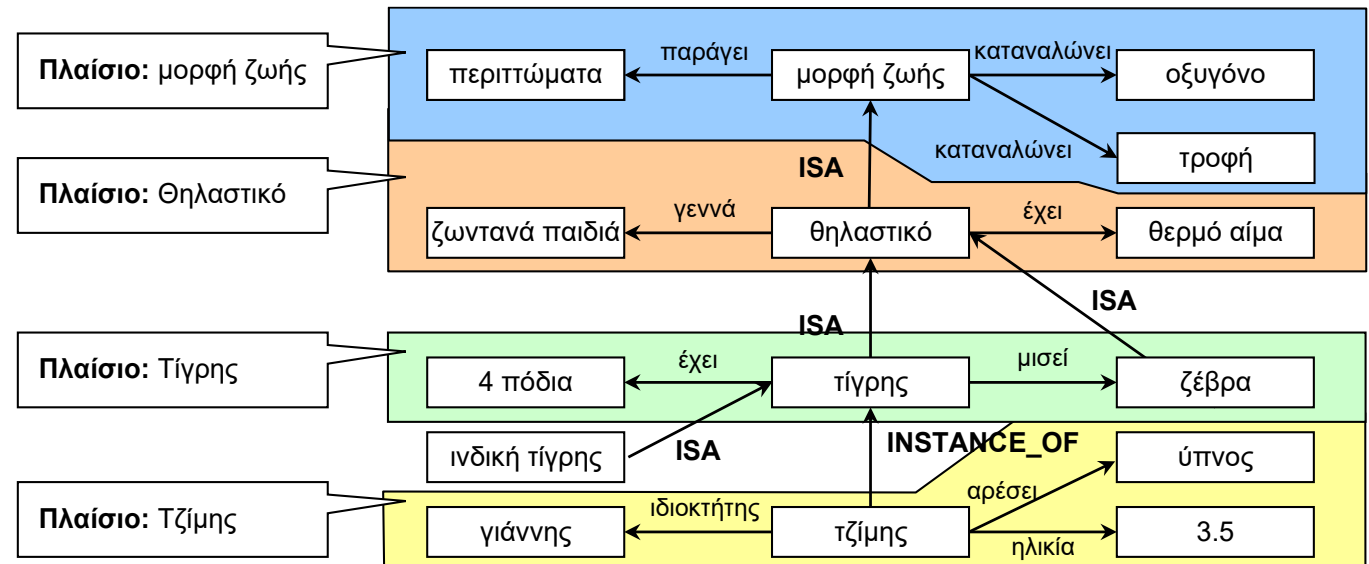 Πλαίσιο: μορφή ζωής
περιττώματα
παράγει
μορφή ζωής
καταναλώνει
οξυγόνο
καταναλώνει
τροφή
ISA
Πλαίσιο: Θηλαστικό
ζωντανά παιδιά
γεννά
θηλαστικό
έχει
θερμό αίμα
ISA
ISA
Πλαίσιο: Τίγρης
4 πόδια
έχει
τίγρης
μισεί
ζέβρα
ινδική τίγρης
ISA
INSTANCE_OF
ύπνος
αρέσει
Πλαίσιο: Τζίμης
γιάννης
ιδιοκτήτης
τζίμης
ηλικία
3.5